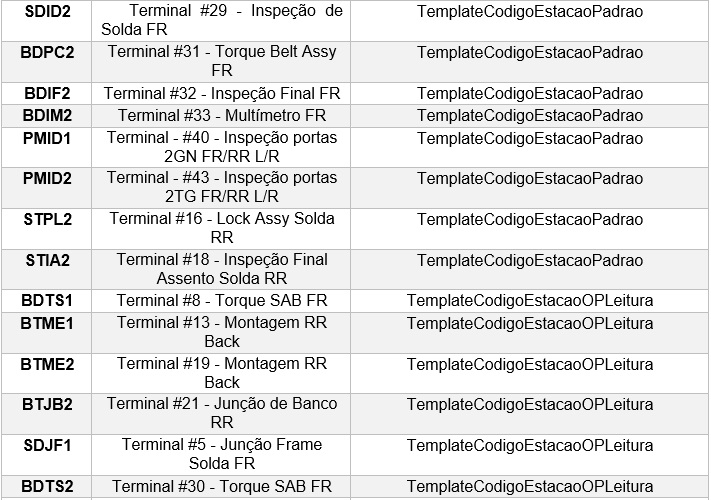 SDID2 Terminal #29 - Inspeção de TemplateCodigoEstacaoPadrao
Solda FR
BDPC2 Terminal #31 - Torque Belt Assy TemplateCodigoEstacaoPadrao
FR
BDIF2 Terminal #32 - Inspeção Final FR TemplateCodigoEstacaoPadrao
BDIM2 Terminal #33 - Multímetro FR TemplateCodigoEstacaoPadrao
PMID1 Terminal - #40 - Inspeção portas TemplateCodigoEstacaoPadrao
2GN FR/RR L/R
PMID2 Terminal - #43 - Inspeção portas TemplateCodigoEstacaoPadrao
2TG FR/RR L/R
STPL2 Terminal #16 - Lock Assy Solda TemplateCodigoEstacaoPadrao
RR
STIA2 Terminal #18 - Inspeção Final TemplateCodigoEstacaoPadrao
Assento Solda RR
BDTS1 Terminal #8 - Torque SAB FR TemplateCodigoEstacaoOPLeitura
BTME1 Terminal #13 - Montagem RR TemplateCodigoEstacaoOPLeitura
Back
BTME2 Terminal #19 - Montagem RR TemplateCodigoEstacaoOPLeitura
Back
BTJB2 Terminal #21 - Junção de Banco TemplateCodigoEstacaoOPLeitura
RR
SDJF1 Terminal #5 - Junção Frame TemplateCodigoEstacaoOPLeitura
Solda FR
BDTS2 Terminal #30 - Torque SAB FR TemplateCodigoEstacaoOPLeitura